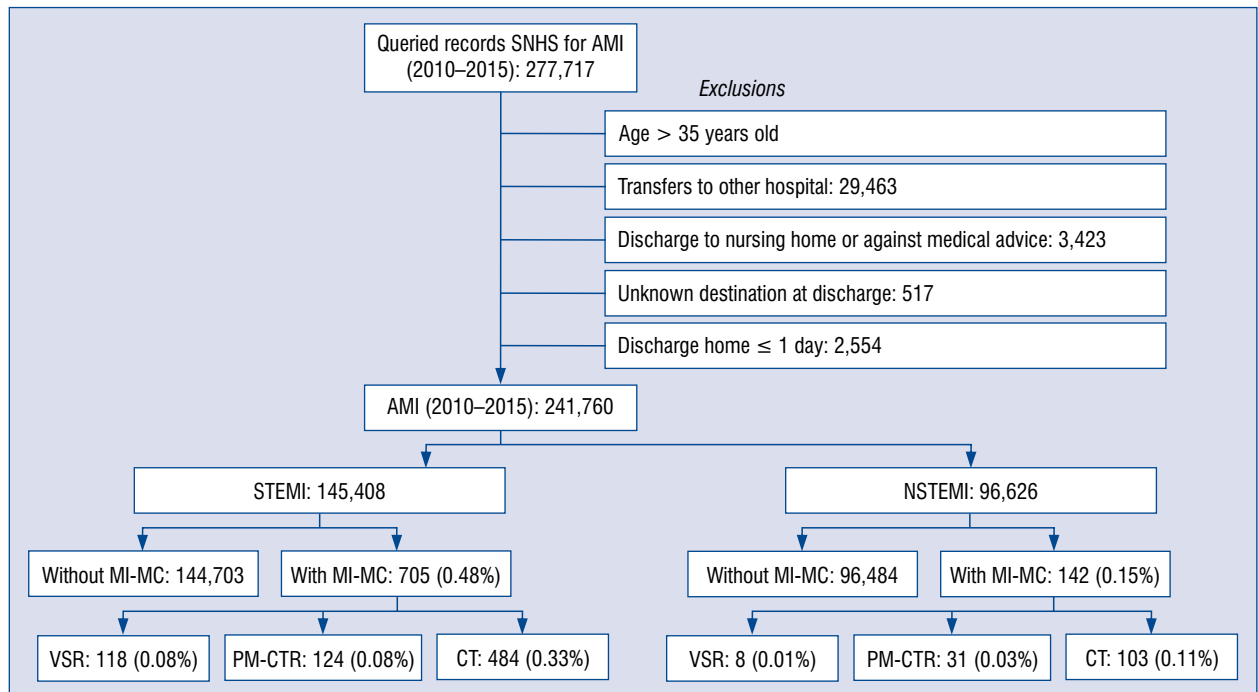 Queried records SNHS for AMI
(2010–2015): 277,717
Exclusions
Age > 35 years old
Transfers to other hospital: 29,463
Discharge to nursing home or against medical advice: 3,423
Unknown destination at discharge: 517
Discharge home ≤ 1 day: 2,554
AMI (2010–2015): 241,760
STEMI: 145,408
NSTEMI: 96,626
Without MI-MC: 144,703
With MI-MC: 705 (0.48%)
Without MI-MC: 96,484
With MI-MC: 142 (0.15%)
VSR: 118 (0.08%)
PM-CTR: 124 (0.08%)
CT: 484 (0.33%)
VSR: 8 (0.01%)
PM-CTR: 31 (0.03%)
CT: 103 (0.11%)